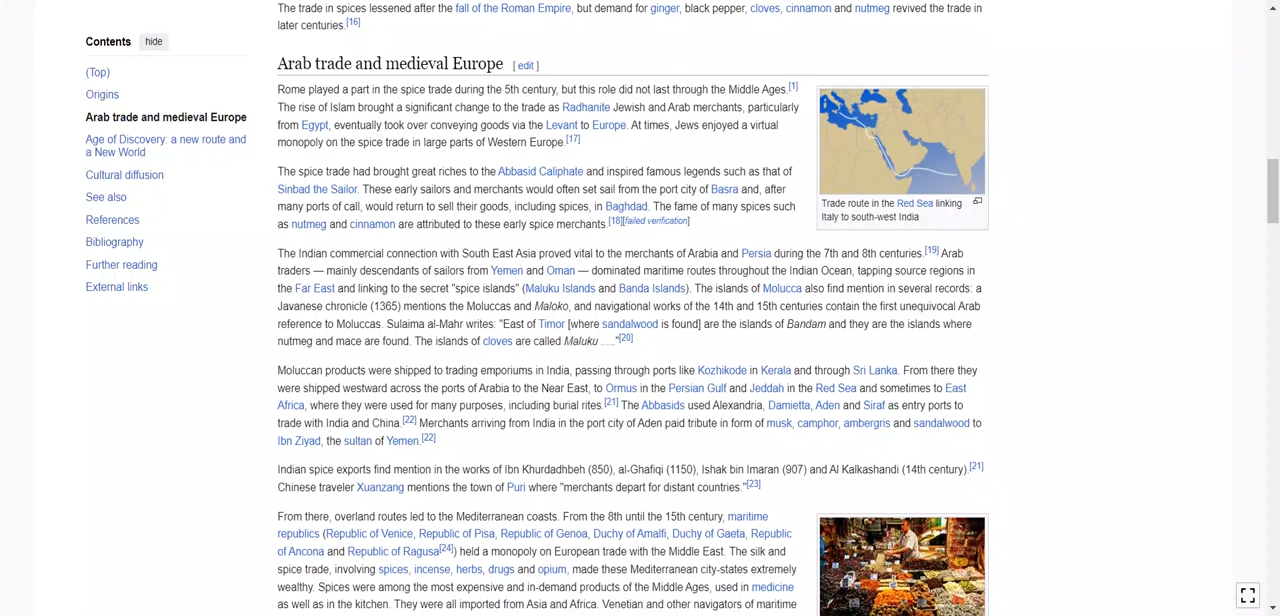 The trade in spices lessened after the fall of the Roman Empire, but demand for ginger, black pepper, cloves, cinnamon and nutmeg revived the trade in
later centuries.[16]
Contents hide
(Top)
Origins
Arab trade and medieval Europe
Age of Discovery: a new route and
a New World
Cultural diffusion
See also
References
Bibliography
Further reading
External links
Arab trade and medieval Europe [ edit ]
Rome played a part in the spice trade during the 5th century, but this role did not last through the Middle Ages.[1]
The rise of Islam brought a significant change to the trade as Radhanite Jewish and Arab merchants, particularly
from Egypt, eventually took over conveying goods via the Levant to Europe. At times, Jews enjoyed a virtual
monopoly on the spice trade in large parts of Western Europe.[17]
The spice trade had brought great riches to the Abbasid Caliphate and inspired famous legends such as that of
Sinbad the Sailor. These early sailors and merchants would often set sail from the port city of Basra and, after
many ports of call, would return to sell their goods, including spices, in Baghdad. The fame of many spices such
as nutmeg and cinnamon are attributed to these early spice merchants.[18][failed verification]
Trade route in the Red Sea linking
Italy to south-west India
The Indian commercial connection with South East Asia proved vital to the merchants of Arabia and Persia during the 7th and 8th centuries.[19] Arab
traders — mainly descendants of sailors from Yemen and Oman — dominated maritime routes throughout the Indian Ocean, tapping source regions in
the Far East and linking to the secret "spice islands" (Maluku Islands and Banda Islands). The islands of Molucca also find mention in several records: a
Javanese chronicle (1365) mentions the Moluccas and Maloko, and navigational works of the 14th and 15th centuries contain the first unequivocal Arab
reference to Moluccas. Sulaima al-Mahr writes: "East of Timor [where sandalwood is found] are the islands of Bandam and they are the islands where
nutmeg and mace are found. The islands of cloves are called Maluku ....."[20]
Moluccan products were shipped to trading emporiums in India, passing through ports like Kozhikode in Kerala and through Sri Lanka. From there they
were shipped westward across the ports of Arabia to the Near East, to Ormus in the Persian Gulf and Jeddah in the Red Sea and sometimes to East
Africa, where they were used for many purposes, including burial rites.[21] The Abbasids used Alexandria, Damietta, Aden and Siraf as entry ports to
trade with India and China.[22] Merchants arriving from India in the port city of Aden paid tribute in form of musk, camphor, ambergris and sandalwood to
Ibn Ziyad, the sultan of Yemen.[22]
Indian spice exports find mention in the works of Ibn Khurdadhbeh (850), al-Ghafiqi (1150), Ishak bin Imaran (907) and Al Kalkashandi (14th century).[21]
Chinese traveler Xuanzang mentions the town of Puri where "merchants depart for distant countries."[23]
From there, overland routes led to the Mediterranean coasts. From the 8th until the 15th century, maritime
republics (Republic of Venice, Republic of Pisa, Republic of Genoa, Duchy of Amalfi, Duchy of Gaeta, Republic
of Ancona and Republic of Ragusa[24]) held a monopoly on European trade with the Middle East. The silk and
spice trade, involving spices, incense, herbs, drugs and opium, made these Mediterranean city-states extremely
wealthy. Spices were among the most expensive and in-demand products of the Middle Ages, used in medicine
as well as in the kitchen. They were all imported from Asia and Africa. Venetian and other navigators of maritime